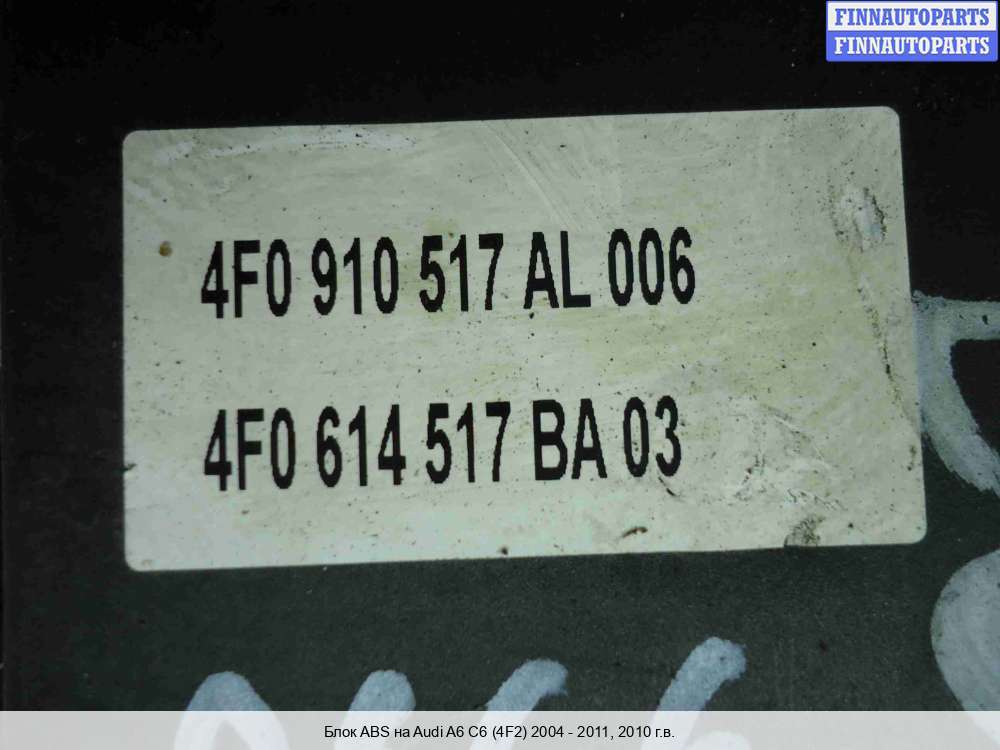 FINNAUTOPARTS
FINNAUTOPARTS
4F0 910 517 AL 006
4F0 614 517 BA 03
Блок ABS на Audi A6 C6 (4F2) 2004 - 2011, 2010 г.в.